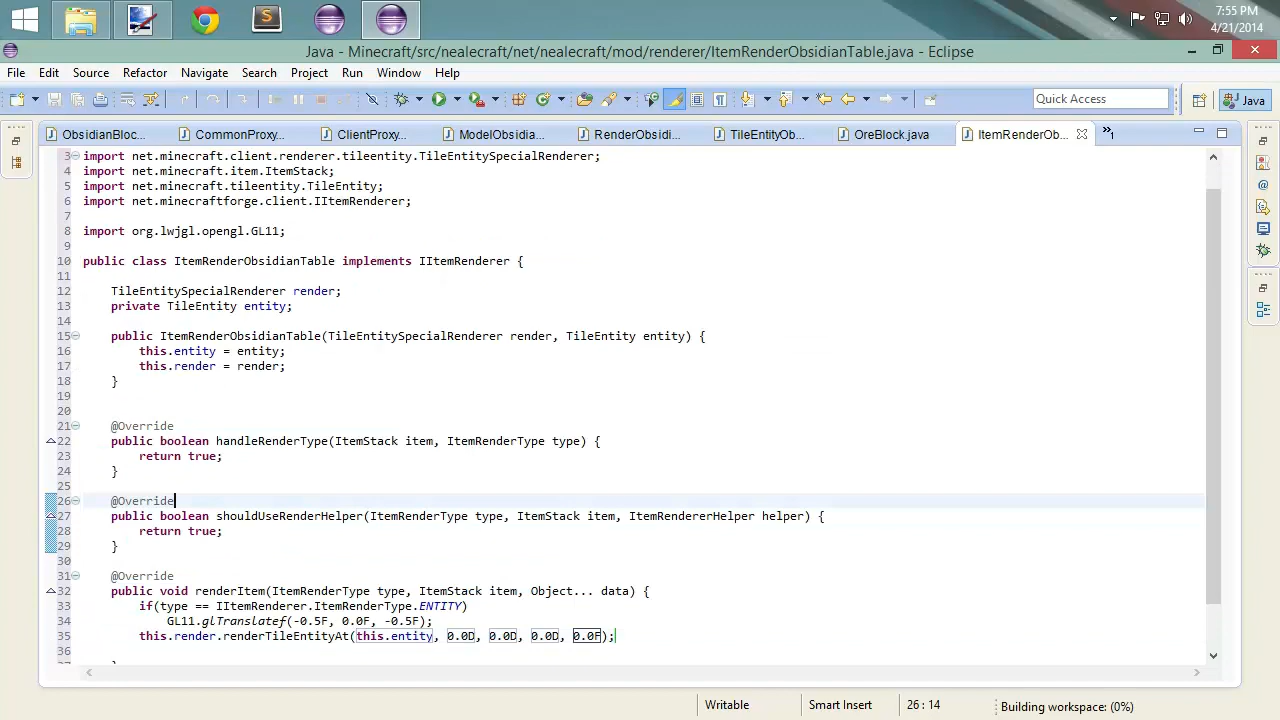 7:55 PM
4/21/2014
Java - Minecraft/src/nealecraft/net/nealecraft/mod/renderer/ItemRenderObsidianTable.java - Eclipse
File Edit Source Refactor Navigate Search Project Run Window Help
Quick Access
Java
ObsidianBloc... CommonProxy... ClientProxy... ModelObsidia... RenderObsidi... TileEntityOb... OreBlock.java ItemRenderOb... »1
3 import net.minecraft.client.renderer.tileentity.TileEntitySpecialRenderer;
4 import net.minecraft.item.ItemStack;
5 import net.minecraft.tileentity.TileEntity;
6 import net.minecraftforge.client.IItemRenderer;
7
8 import org.lwjgl.opengl.GL11;
9
10 public class ItemRenderObsidianTable implements IItemRenderer {
11
12 TileEntitySpecialRenderer render;
13 private TileEntity entity;
14
15 public ItemRenderObsidianTable(TileEntitySpecialRenderer render, TileEntity entity) {
16 this.entity = entity;
17 this.render = render;
18 }
19
20
21 @Override
22 public boolean handleRenderType(ItemStack item, ItemRenderType type) {
23 return true;
24 }
25
26 @Override
27 public boolean shouldUseRenderHelper(ItemRenderType type, ItemStack item, ItemRendererHelper helper) {
28 return true;
29 }
30
31 @Override
32 public void renderItem(ItemRenderType type, ItemStack item, Object... data) {
33 if(type == IItemRenderer.ItemRenderType.ENTITY)
34 GL11.glTranslatef(-0.5F, 0.0F, -0.5F);
35 this.render.renderTileEntityAt(this.entity, 0.0D, 0.0D, 0.0D, 0.0F);
36
Writable Smart Insert 26 : 14 Building workspace: (0%)